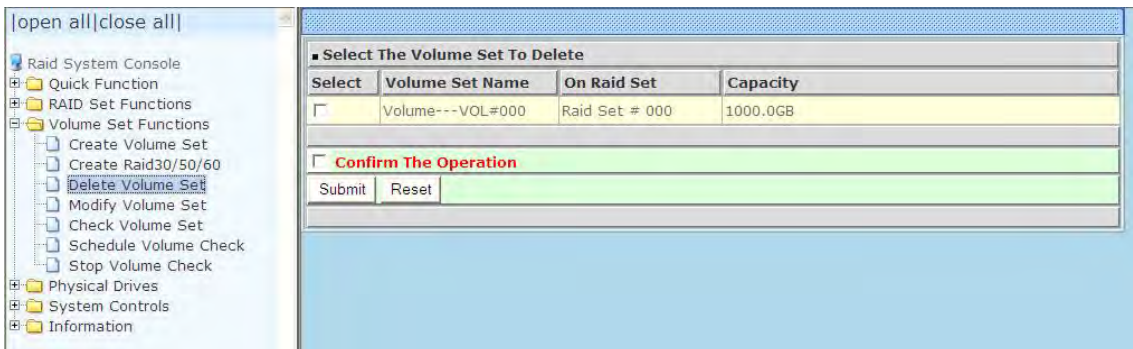 |open all|close all|
Raid System Console
Quick Function
RAID Set Functions
Volume Set Functions
Create Volume Set
Create Raid30/50/60
Delete Volume Set
Modify Volume Set
Check Volume Set
Schedule Volume Check
Stop Volume Check
Physical Drives
System Controls
Information
Select The Volume Set To Delete
Select Volume Set Name On Raid Set Capacity
Volume---VOL#000 Raid Set # 000 1000.0GB
Confirm The Operation
Submit Reset